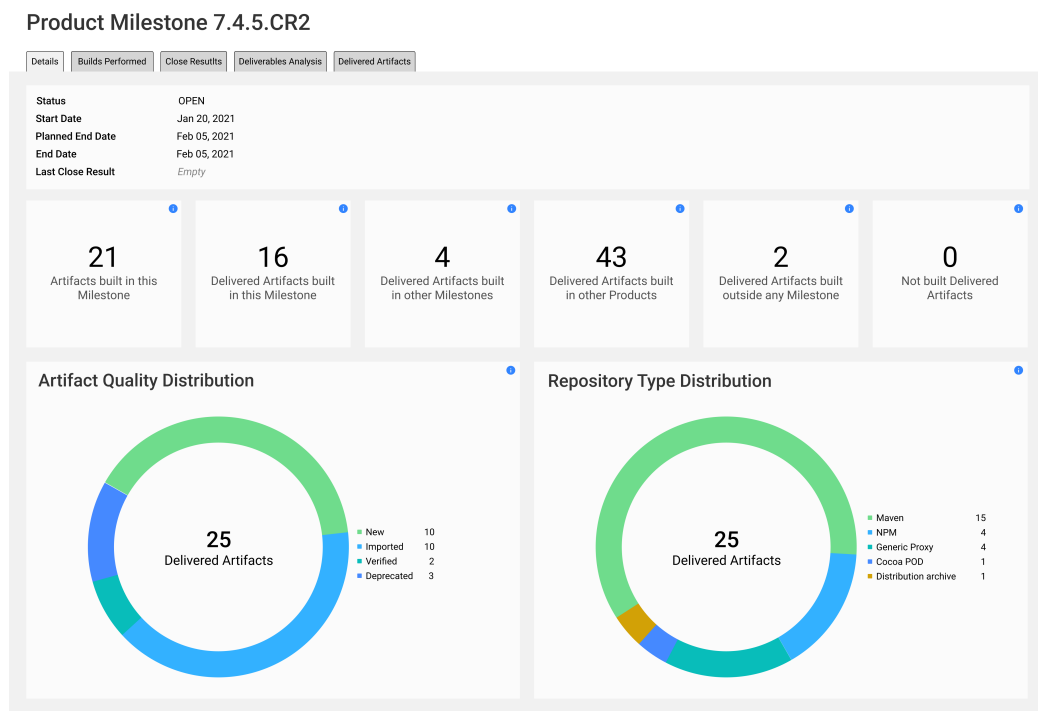 Product Milestone 7.4.5.CR2
Details
Builds Performed
Close Resutlts
Deliverables Analysis
Delivered Artifacts
Status OPEN
Start Date Jan 20, 2021
Planned End Date Feb 05, 2021
End Date Feb 05, 2021
Last Close Result Empty
21
Artifacts built in this
Milestone
16
Delivered Artifacts built
in this Milestone
4
Delivered Artifacts built
in other Milestones
43
Delivered Artifacts built
in other Products
2
Delivered Artifacts built
outside any Milestone
0
Not built Delivered
Artifacts
Artifact Quality Distribution
25
Delivered Artifacts
New 10
Imported 10
Verified 2
Deprecated 3
Repository Type Distribution
25
Delivered Artifacts
Maven 15
NPM 4
Generic Proxy 4
Cocoa POD 1
Distribution archive 1